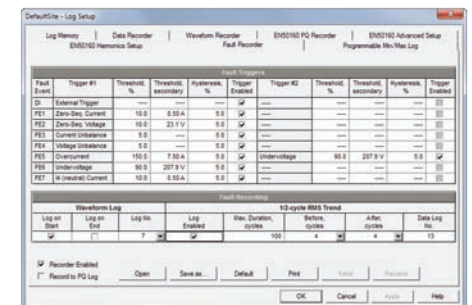 DefaultSite - Log Setup
Log Memory | Data Recorder | Waveform Recorder | EN50160 PQ Recorder | EN50160 Advanced Setup
EN50160 Harmonics Setup | Fault Recorder | Programmable Min/Max Log
Fault Triggers
Fault Event | Trigger #1 | Threshold, % | Threshold, secondary | Hysteresis, % | Trigger Enabled | Trigger #2 | Threshold, % | Threshold, secondary | Hysteresis, % | Trigger Enabled
DI External Trigger ---- ---- ---- ---- ---- ---- ----
FE1 Zero-Seq. Current 10.0 0.50 A 5.0 ---- ---- ---- ----
FE2 Zero-Seq. Voltage 10.0 23.1 V 5.0 ---- ---- ---- ----
FE3 Current Unbalance 5.0 ---- 5.0 ---- ---- ---- ----
FE4 Voltage Unbalance 5.0 ---- 5.0 ---- ---- ---- ----
FE5 Overcurrent 150.0 7.50 A 5.0 Undervoltage 90.0 207.9 V 5.0
FE6 Undervoltage 90.0 207.9 V 5.0 ---- ---- ---- ----
FE7 (neutral) Current 10.0 0.50 A 5.0 ---- ---- ---- ----
Fault Recording
Waveform Log | 1/2-cycle RMS Trend
Log on Start | Log on End | Log No. | Log Enabled | Max. Duration, cycles | Before, cycles | After, cycles | Data Log No.
7 100 4 4 13
Recorder Enabled
Record to PQ Log
Open Save as... Default Print Send Receive
OK Cancel Apply Help